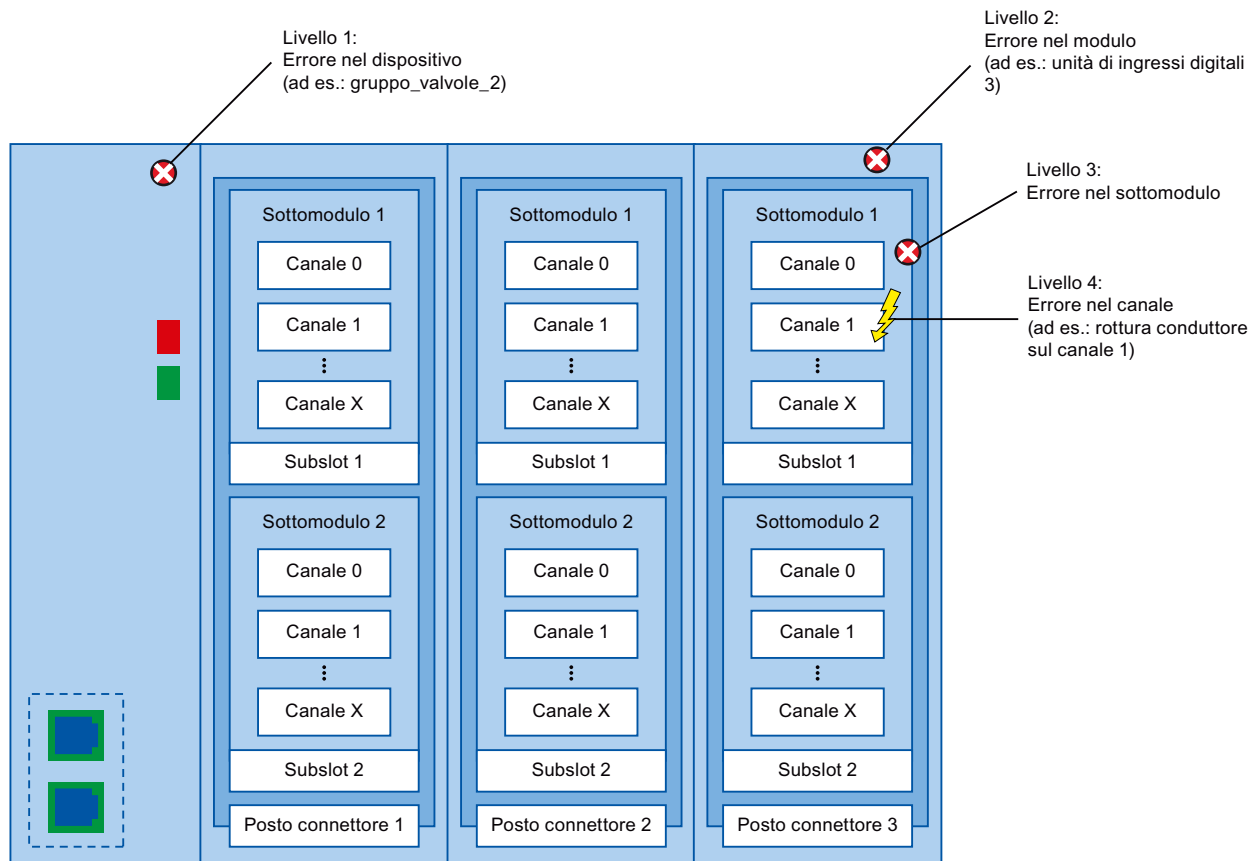 Livello 1:
Errore nel dispositivo
(ad es.: gruppo_valvole_2)
Livello 2:
Errore nel modulo
(ad es.: unità di ingressi digitali
3)
Livello 3:
Errore nel sottomodulo
Livello 4:
Errore nel canale
(ad es.: rottura conduttore
sul canale 1)
Sottomodulo 1
Canale 0
Canale 1
Canale X
Subslot 1
Sottomodulo 2
Canale 0
Canale 1
Canale X
Subslot 2
Posto connettore 1
Sottomodulo 1
Canale 0
Canale 1
Canale X
Subslot 1
Sottomodulo 2
Canale 0
Canale 1
Canale X
Subslot 2
Posto connettore 2
Sottomodulo 1
Canale 0
Canale 1
Canale X
Subslot 1
Sottomodulo 2
Canale 0
Canale 1
Canale X
Subslot 2
Posto connettore 3